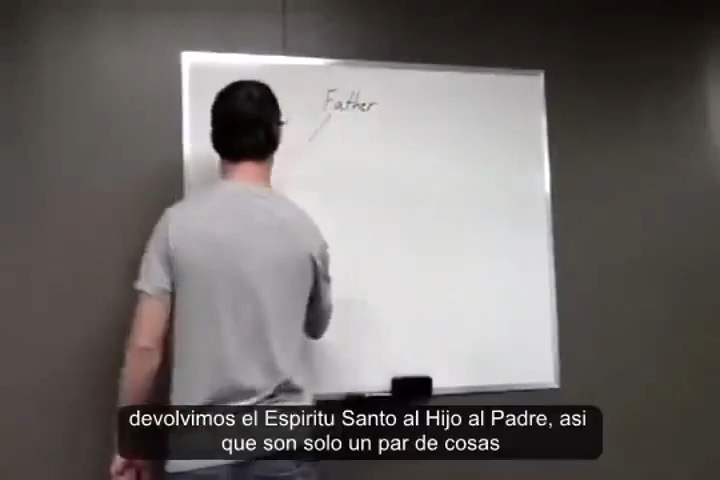 Father
devolvimos el Espiritu Santo al Hijo al Padre, asi
que son solo un par de cosas